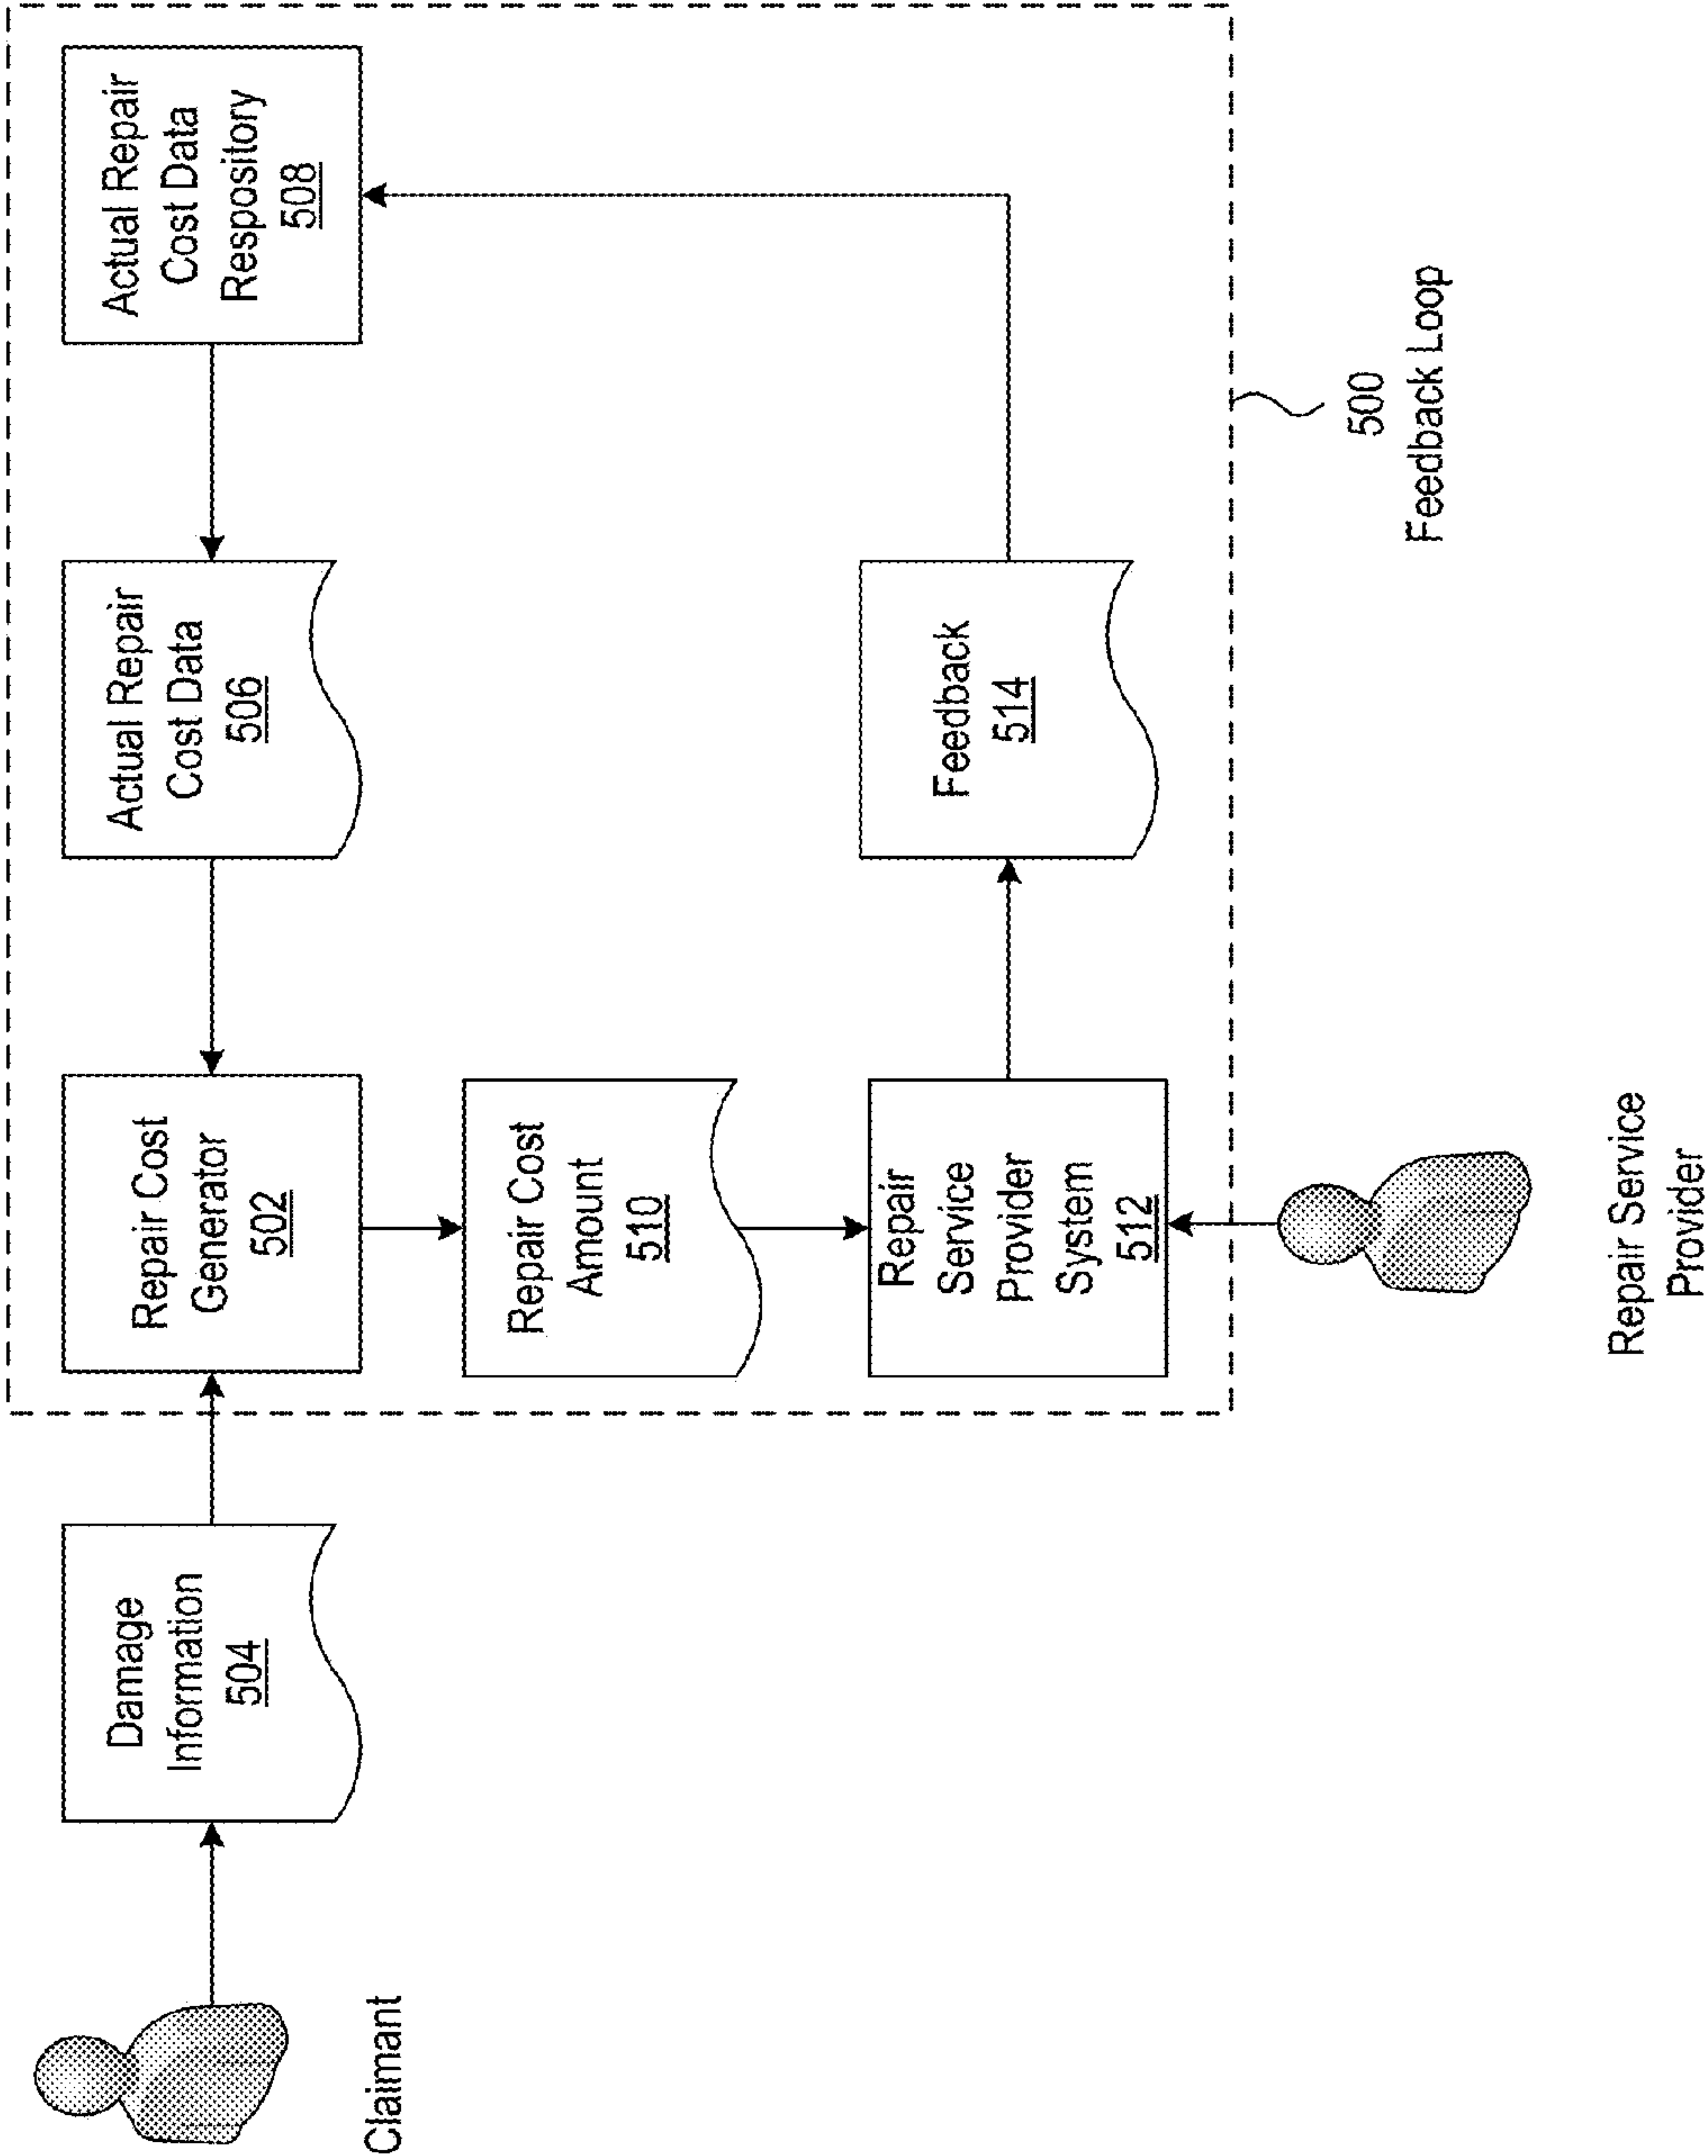 Claimant
Damage
Information
504
Repair Cost
Generator
502
Actual Repair
Cost Data
506
Actual Repair
Cost Data
Respository
508
Repair Cost
Amount
510
Repair
Service
Provider
System
512
Feedback
514
Repair Service
Provider
500
Feedback Loop